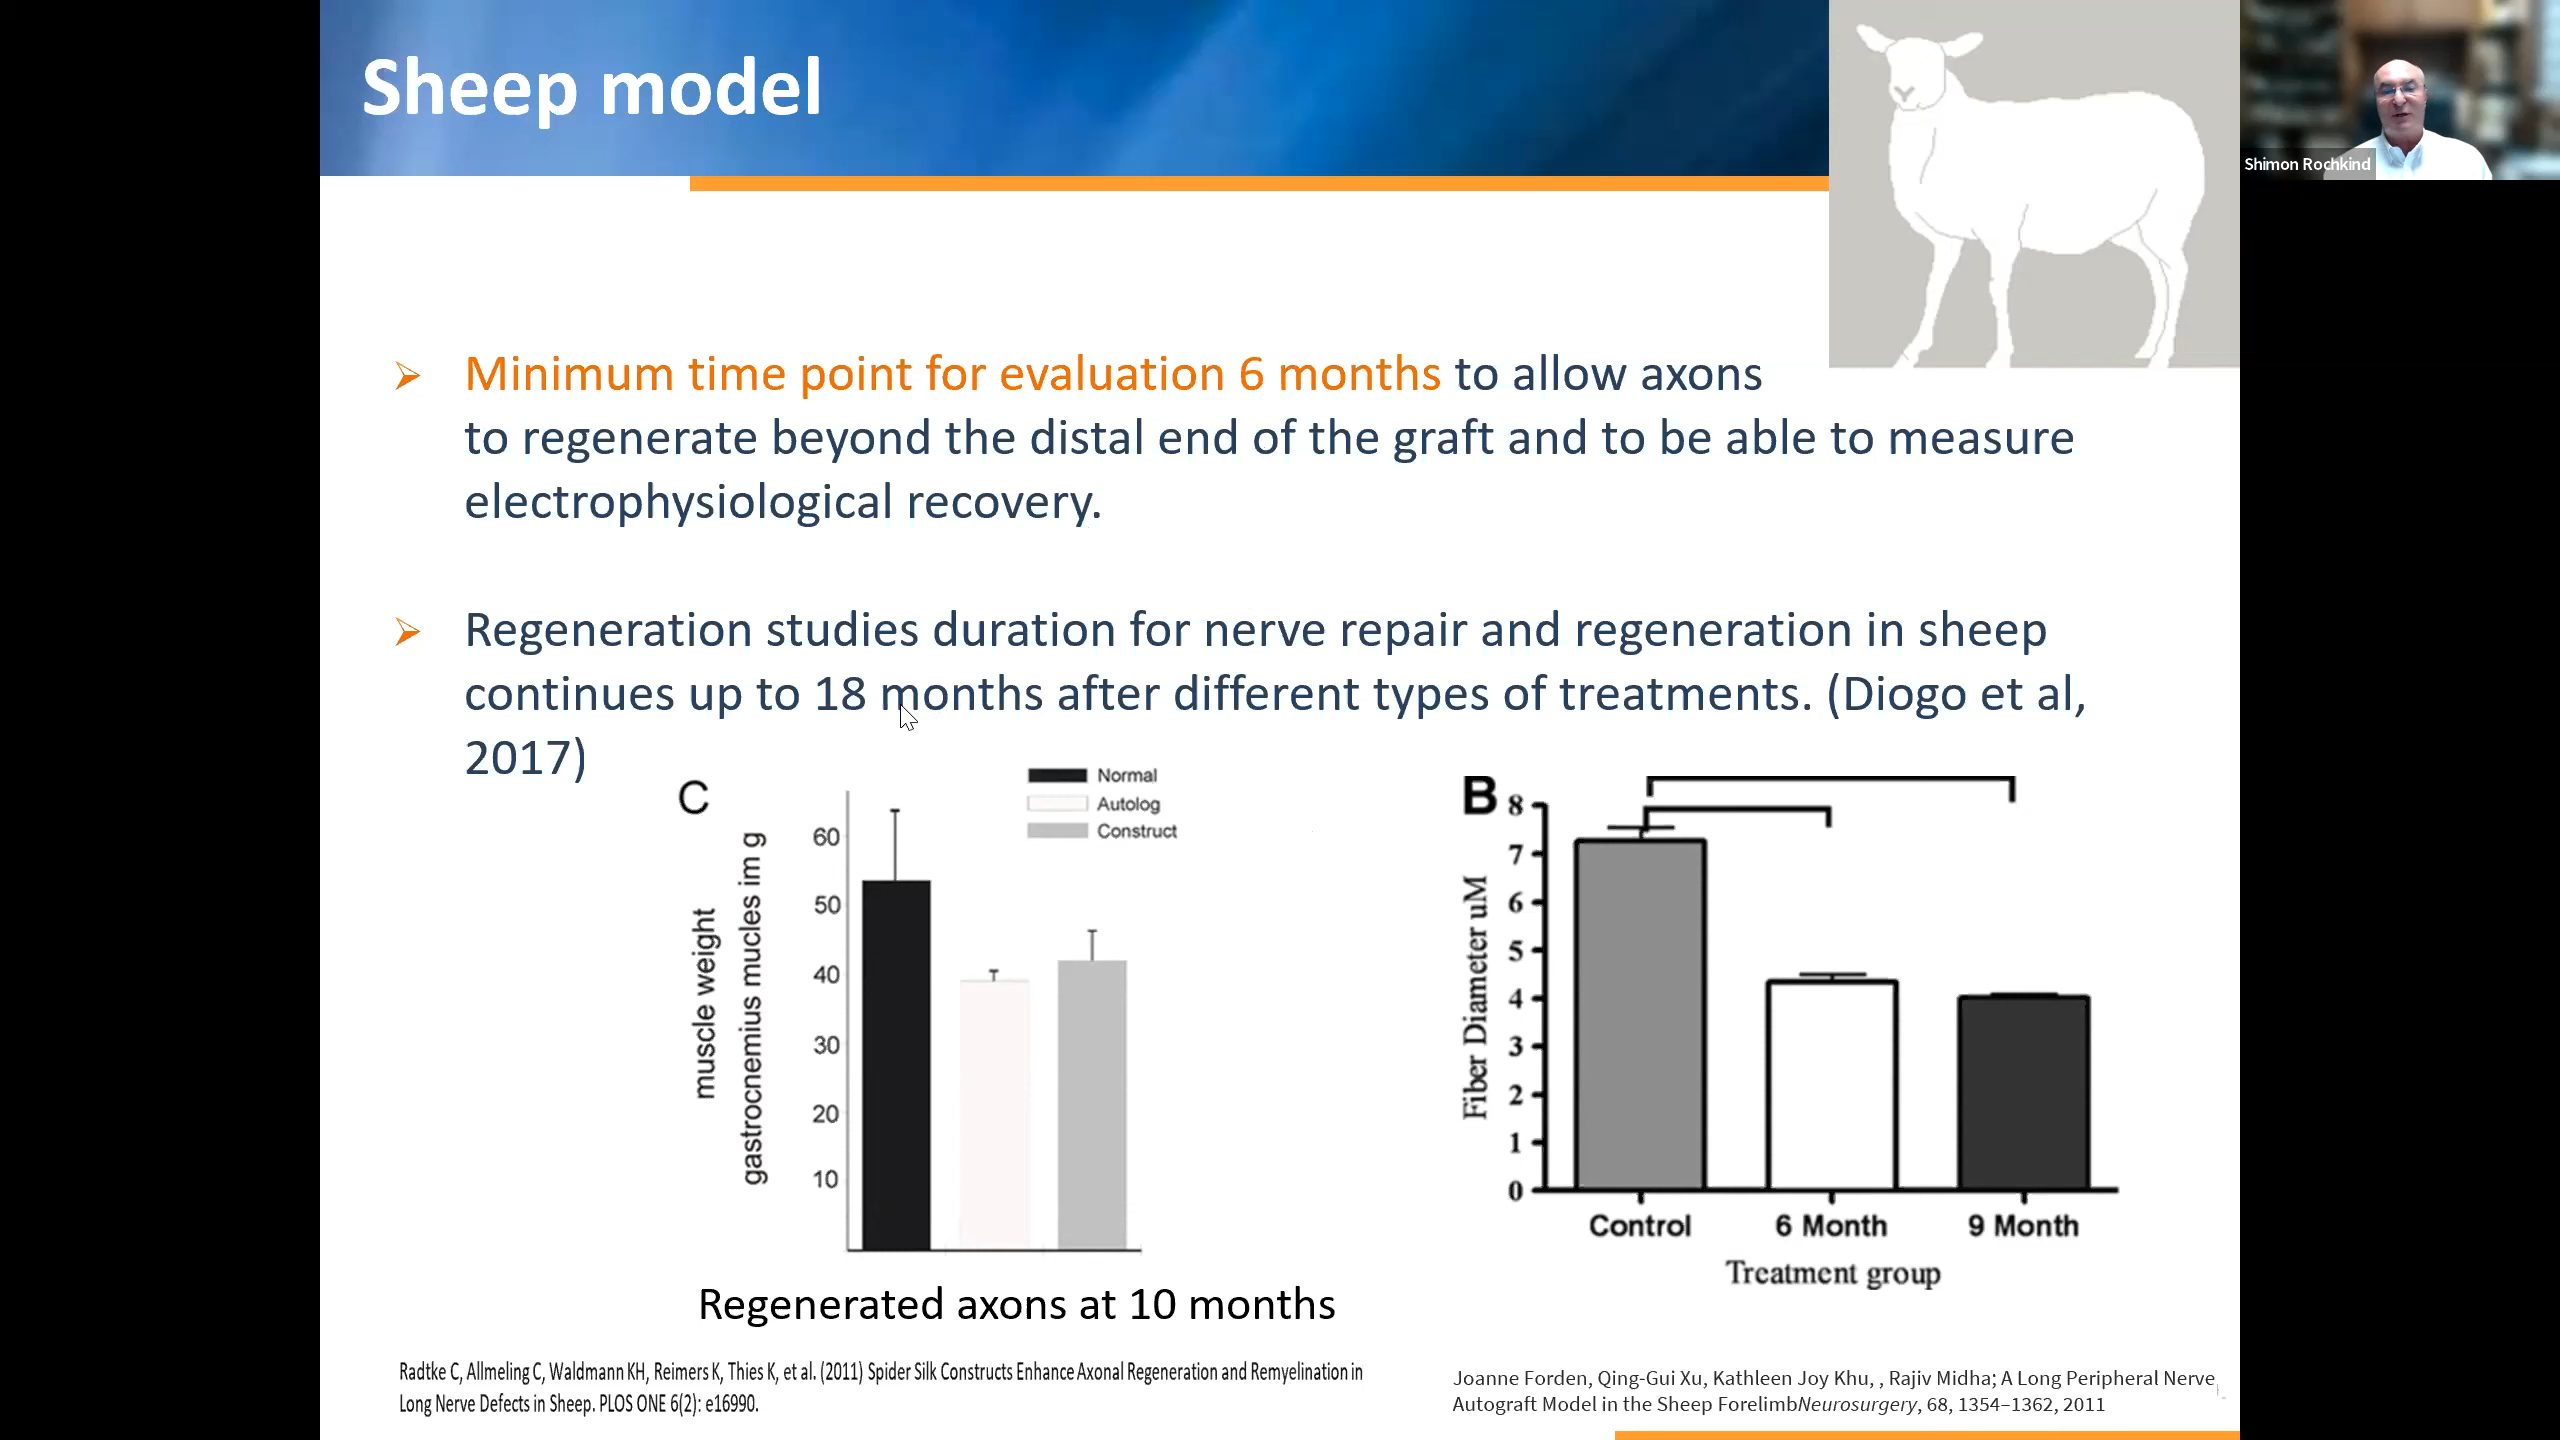 Sheep model
Shimon Rochkind
➢ Minimum time point for evaluation 6 months to allow axons
to regenerate beyond the distal end of the graft and to be able to measure
electrophysiological recovery.
➢ Regeneration studies duration for nerve repair and regeneration in sheep
continues up to 18 months after different types of treatments. (Diogo et al,
2017)
C
Normal
Autolog
Construct
muscle weight
gastrocnemius mucles im g
60
50
40
30
20
10
Regenerated axons at 10 months
B
Fiber Diameter uM
8
7
6
5
4
3
2
1
0
Control 6 Month 9 Month
Treatment group
Radtke C, Allmeling C, Waldmann KH, Reimers K, Thies K, et al. (2011) Spider Silk Constructs Enhance Axonal Regeneration and Remyelination in
Long Nerve Defects in Sheep. PLOS ONE 6(2): e16990.
Joanne Forden, Qing-Gui Xu, Kathleen Joy Khu, , Rajiv Midha; A Long Peripheral Nerve
Autograft Model in the Sheep ForelimbNeurosurgery, 68, 1354–1362, 2011